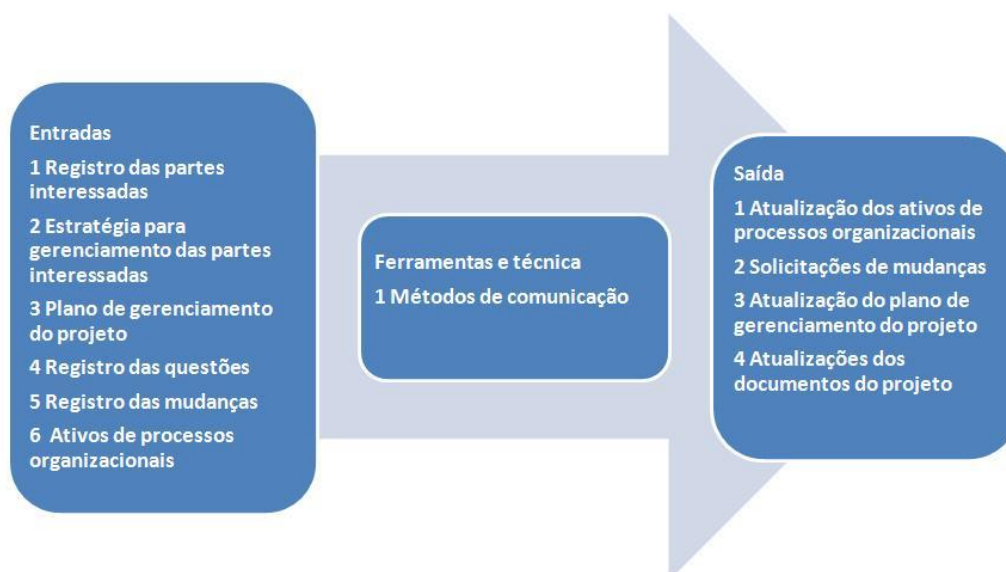 Entradas
1 Registro das partes
interessadas
2 Estratégia para
gerenciamento das partes
interessadas
3 Plano de gerenciamento
do projeto
4 Registro das questões
5 Registro das mudanças
6 Ativos de processos
organizacionais
Ferramentas e técnica
1 Métodos de comunicação
Saída
1 Atualização dos ativos de
processos organizacionais
2 Solicitações de mudanças
3 Atualização do plano de
gerenciamento do projeto
4 Atualizações dos
documentos do projeto